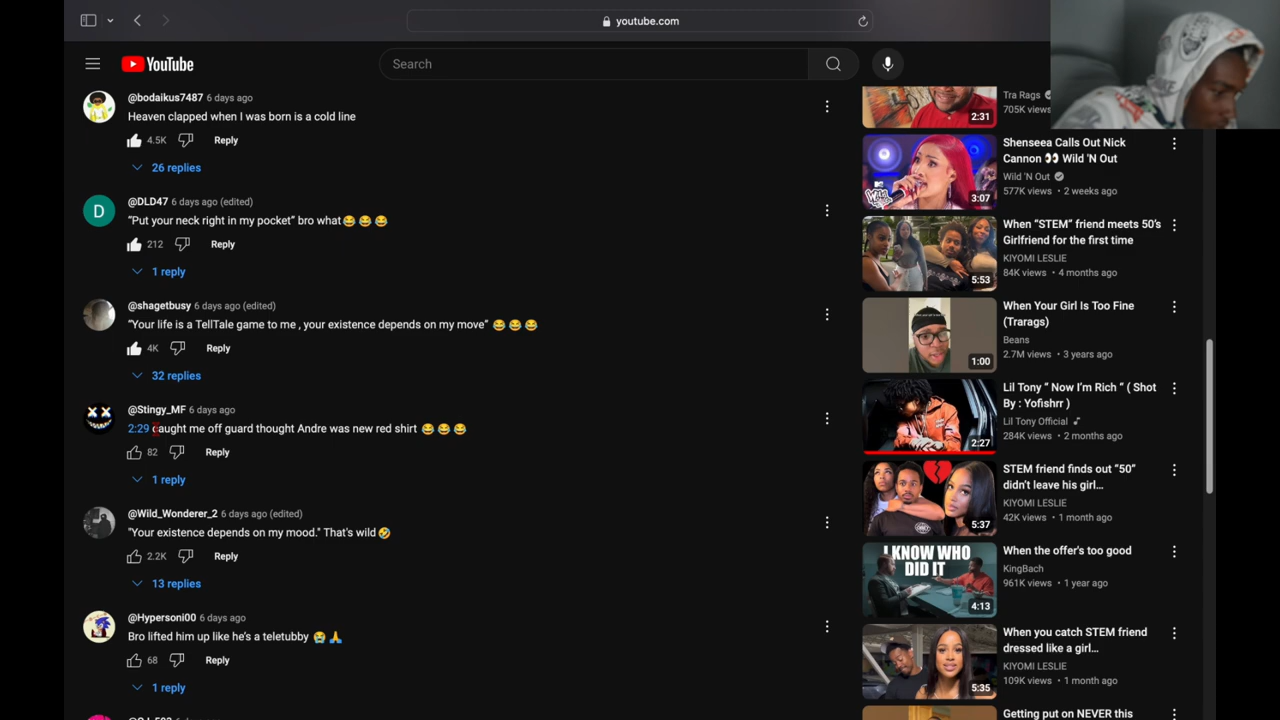 youtube.com
YouTube
Search
@bodaikus7487 6 days ago
Heaven clapped when I was born is a cold line
4.5K Reply
26 replies
D
@DLD47 6 days ago (edited)
“Put your neck right in my pocket” bro what😂😂😂
212 Reply
1 reply
@shagetbusy 6 days ago (edited)
“Your life is a TellTale game to me , your existence depends on my move” 😂😂😂
4K Reply
32 replies
@Stingy_MF 6 days ago
2:29 caught me off guard thought Andre was new red shirt 😂😂😂
82 Reply
1 reply
@Wild_Wonderer_2 6 days ago (edited)
"Your existence depends on my mood." That's wild🤣
2.2K Reply
13 replies
@Hypersoni00 6 days ago
Bro lifted him up like he's a teletubby 😭🙏
68 Reply
1 reply
Tra Rags
705K views
2:31
Shenseea Calls Out Nick
Cannon 👀 Wild 'N Out
Wild 'N Out
577K views • 2 weeks ago
3:07
When “STEM” friend meets 50's
Girlfriend for the first time
KIYOMI LESLIE
84K views • 4 months ago
5:53
When Your Girl Is Too Fine
(Trarags)
Beans
2.7M views • 3 years ago
1:00
Lil Tony “ Now I'm Rich ” ( Shot
By : Yofishrr )
Lil Tony Official
284K views • 2 months ago
2:27
STEM friend finds out “50”
didn't leave his girl…
KIYOMI LESLIE
42K views • 1 month ago
5:37
I KNOW WHO
DID IT
When the offer's too good
KingBach
961K views • 1 year ago
4:13
When you catch STEM friend
dressed like a girl…
KIYOMI LESLIE
109K views • 1 month ago
5:35
Getting put on NEVER this